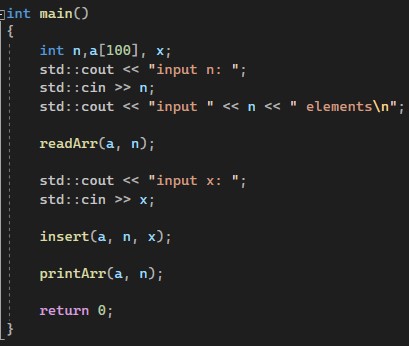 int main()
{
int n,a[100], x;
std::cout << "input n: ";
std::cin >> n;
std::cout << "input " << n << " elements\n";
readArr(a, n);
std::cout << "input x: ";
std::cin >> x;
insert(a, n, x);
printArr(a, n);
return 0;
}